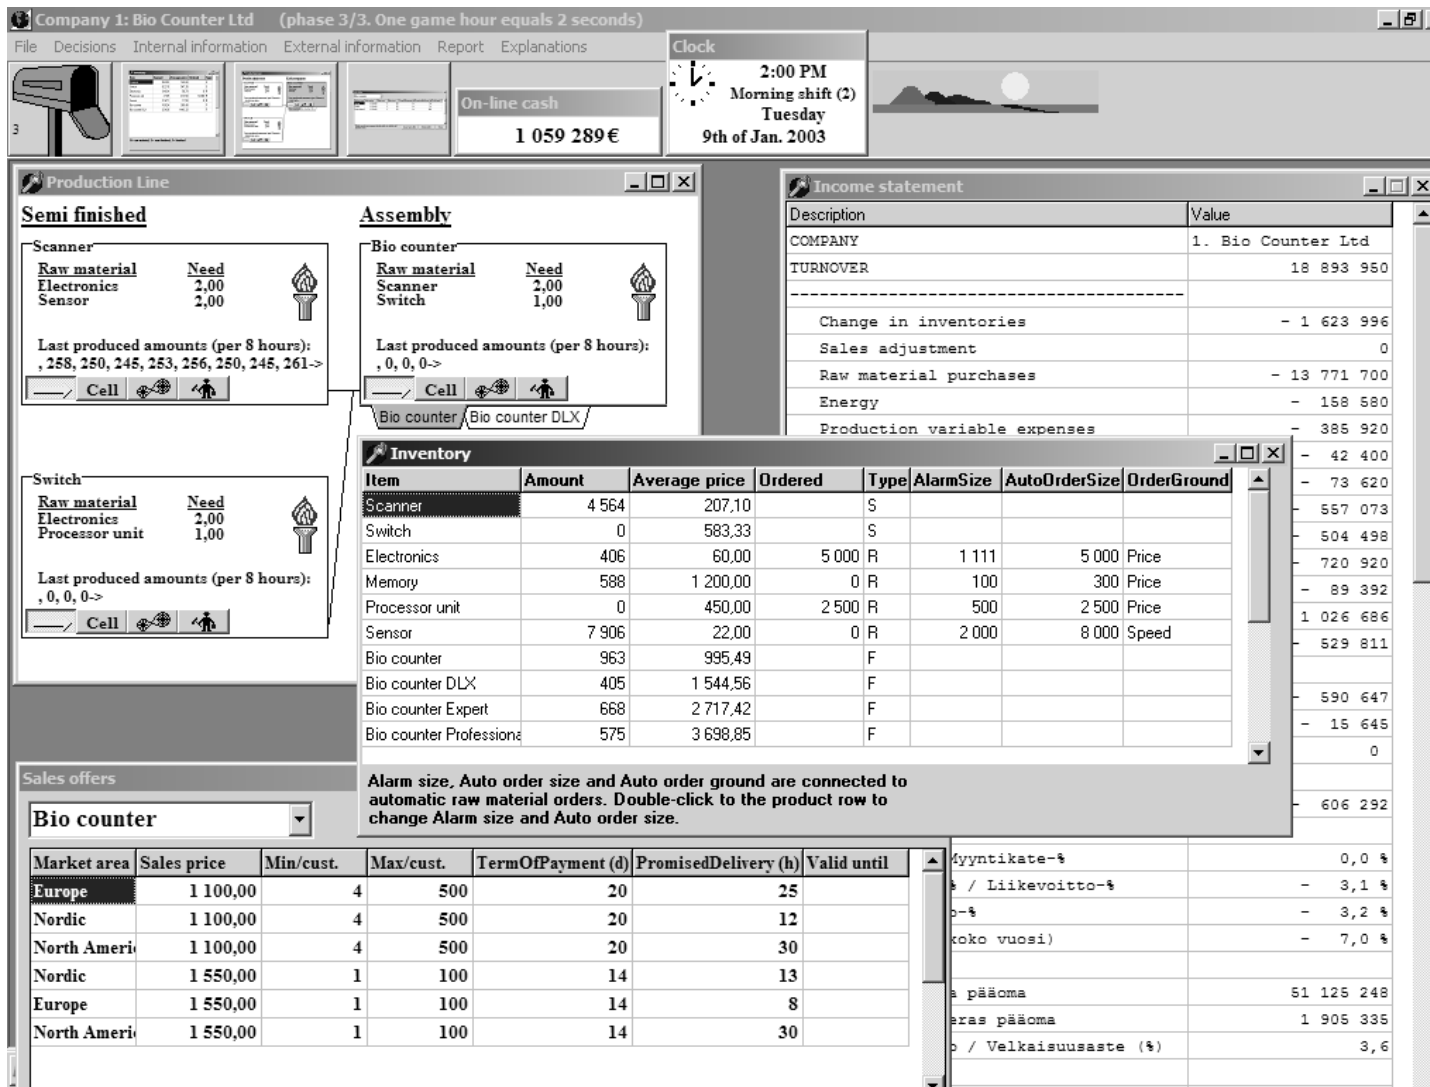 Company 1: Bio Counter Ltd (phase 3/3. One game hour equals 2 seconds)
File Decisions Internal information External information Report Explanations
3
On-line cash
1 059 289 €
Clock
2:00 PM
Morning shift (2)
Tuesday
9th of Jan. 2003
Production Line
Semi finished
Scanner
Raw material Need
Electronics 2,00
Sensor 2,00
Last produced amounts (per 8 hours):
, 258, 250, 245, 253, 256, 250, 245, 261->
Cell
Assembly
Bio counter
Raw material Need
Scanner 2,00
Switch 1,00
Last produced amounts (per 8 hours):
, 0, 0, 0->
Cell
Bio counter Bio counter DLX
Switch
Raw material Need
Electronics 2,00
Processor unit 1,00
Last produced amounts (per 8 hours):
, 0, 0, 0->
Cell
Income statement
Description Value
COMPANY 1. Bio Counter Ltd
TURNOVER 18 893 950
----------------------------------------
Change in inventories - 1 623 996
Sales adjustment 0
Raw material purchases - 13 771 700
Energy - 158 580
Production variable expenses - 385 920
- 42 400
- 73 620
- 557 073
- 504 498
- 720 920
- 89 392
1 026 686
- 529 811
- 590 647
- 15 645
0
- 606 292
Myyntikate-% 0,0 %
% / Liikevoitto-% - 3,1 %
o-% - 3,2 %
koko vuosi) - 7,0 %
a pääoma 51 125 248
eras pääoma 1 905 335
o / Velkaisuusaste (%) 3,6
Inventory
Item Amount Average price Ordered Type AlarmSize AutoOrderSize OrderGround
Scanner 4 564 207,10 S
Switch 0 583,33 S
Electronics 406 60,00 5 000 R 1 111 5 000 Price
Memory 588 1 200,00 0 R 100 300 Price
Processor unit 0 450,00 2 500 R 500 2 500 Price
Sensor 7 906 22,00 0 R 2 000 8 000 Speed
Bio counter 963 995,49 F
Bio counter DLX 405 1 544,56 F
Bio counter Expert 668 2 717,42 F
Bio counter Professiona 575 3 698,85 F
Alarm size, Auto order size and Auto order ground are connected to
automatic raw material orders. Double-click to the product row to
change Alarm size and Auto order size.
Sales offers
Bio counter
Market area Sales price Min/cust. Max/cust. TermOfPayment (d) PromisedDelivery (h) Valid until
Europe 1 100,00 4 500 20 25
Nordic 1 100,00 4 500 20 12
North Ameri 1 100,00 4 500 20 30
Nordic 1 550,00 1 100 14 13
Europe 1 550,00 1 100 14 8
North Ameri 1 550,00 1 100 14 30